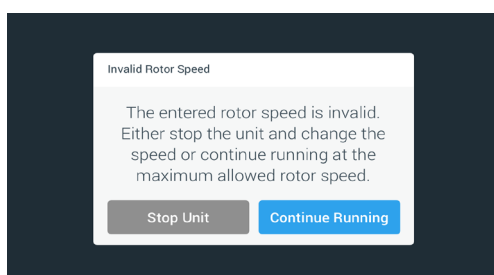 Invalid Rotor Speed
The entered rotor speed is invalid.
Either stop the unit and change the
speed or continue running at the
maximum allowed rotor speed.
Stop Unit
Continue Running